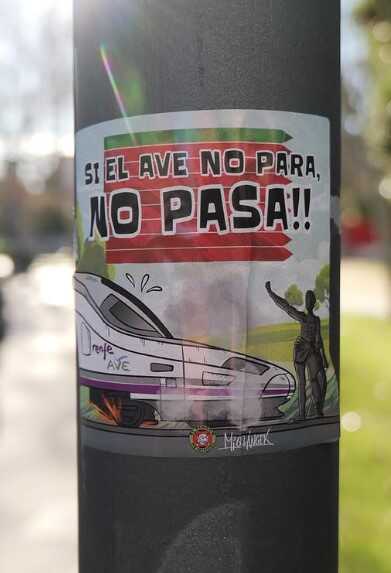 SI EL AVE NO PARA,
NO PASA!!
renfe
AVE